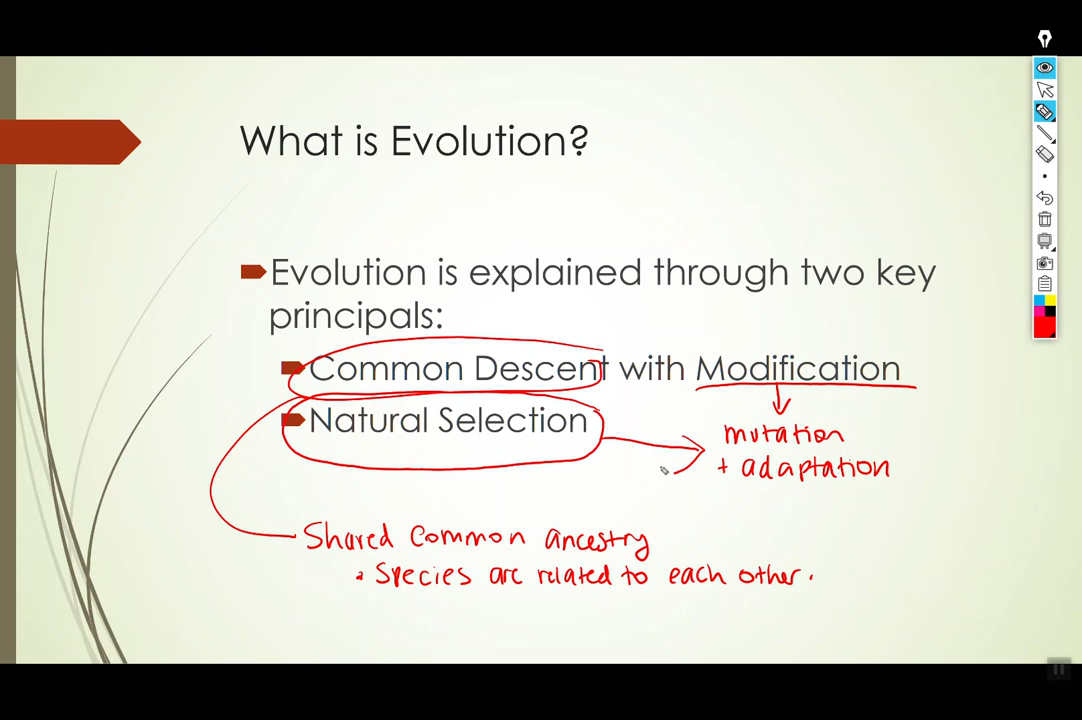 What is Evolution?
Evolution is explained through two key
principals:
Common Descent with Modification
Natural Selection
mutation
+ adaptation
Shared Common ancestry
• Species are related to each other.